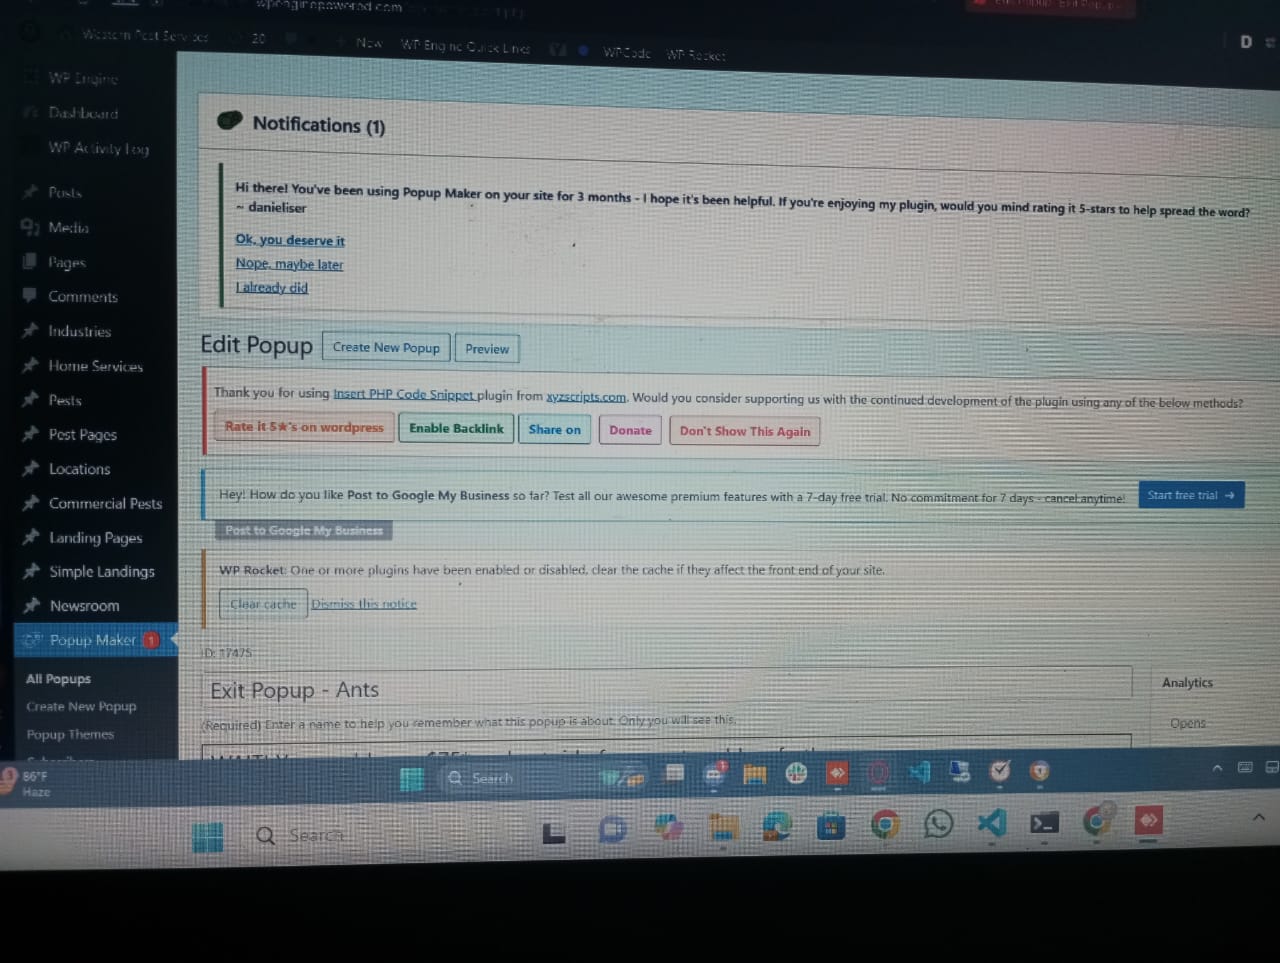 Western Pest Services
20
New
WP Engine Quick Links
WPCode
WP Rocket
D
WP Engine
Dashboard
WP Activity Log
Posts
Media
Pages
Comments
Industries
Home Services
Pests
Pest Pages
Locations
Commercial Pests
Landing Pages
Simple Landings
Newsroom
Popup Maker 1
All Popups
Create New Popup
Popup Themes
Notifications (1)
Hi there! You've been using Popup Maker on your site for 3 months - I hope it's been helpful. If you're enjoying my plugin, would you mind rating it 5-stars to help spread the word?
~ danieliser
Ok, you deserve it
Nope, maybe later
I already did
Edit Popup Create New Popup Preview
Thank you for using Insert PHP Code Snippet plugin from xyzscripts.com. Would you consider supporting us with the continued development of the plugin using any of the below methods?
Rate it 5★'s on wordpress Enable Backlink Share on Donate Don't Show This Again
Hey! How do you like Post to Google My Business so far? Test all our awesome premium features with a 7-day free trial. No commitment for 7 days - cancel anytime! Start free trial →
Post to Google My Business
WP Rocket: One or more plugins have been enabled or disabled, clear the cache if they affect the front end of your site.
Clear cache Dismiss this notice
ID: 17475
Exit Popup - Ants
(Required) Enter a name to help you remember what this popup is about. Only you will see this.
Analytics
Opens
86°F
Haze
Search
Search